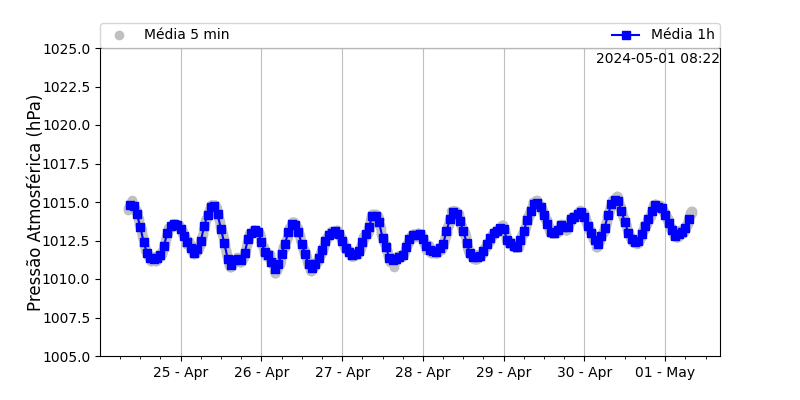 Média 5 min
Média 1h
2024-05-01 08:22
Pressão Atmosférica (hPa)
1025.0
1022.5
1020.0
1017.5
1015.0
1012.5
1010.0
1007.5
1005.0
25 - Apr
26 - Apr
27 - Apr
28 - Apr
29 - Apr
30 - Apr
01 - May